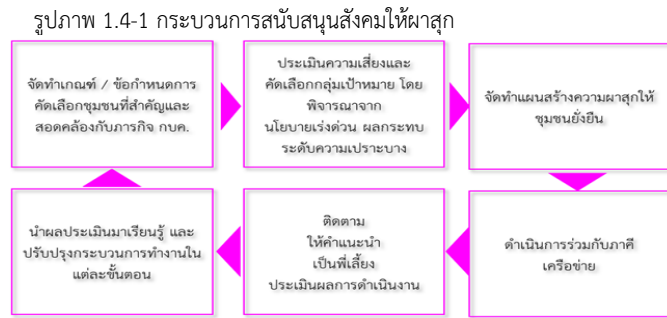 รูปภาพ 1.4-1 กระบวนการสนับสนุนสังคมให้ผาสุก
จัดทำเกณฑ์ / ข้อกำหนดการ
คัดเลือกชุมชนที่สำคัญและ
สอดคล้องกับภารกิจ กบค.
ประเมินความเสี่ยงและ
คัดเลือกกลุ่มเป้าหมาย โดย
พิจารณาจาก
นโยบายเร่งด่วน ผลกระทบ
ระดับความเปราะบาง
จัดทำแผนสร้างความผาสุกให้
ชุมชนยั่งยืน
ดำเนินการร่วมกับภาคี
เครือข่าย
ติดตาม
ให้คำแนะนำ
เป็นพี่เลี้ยง
ประเมินผลการดำเนินงาน
นำผลประเมินมาเรียนรู้ และ
ปรับปรุงกระบวนการทำงานใน
แต่ละขั้นตอน